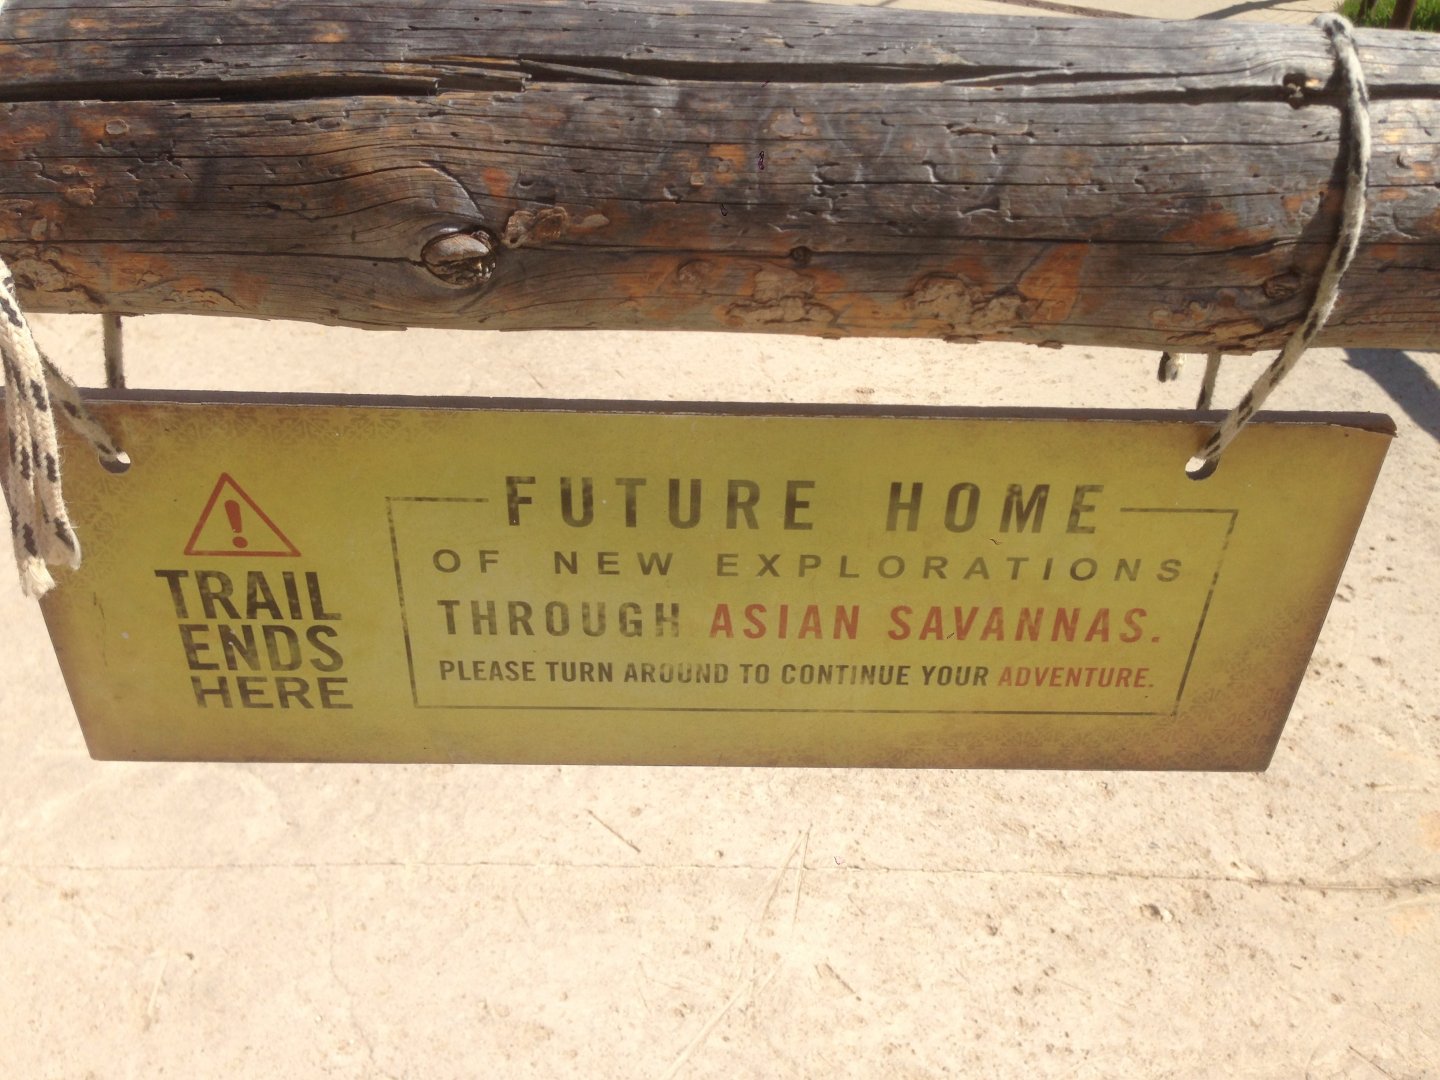 TRAIL
ENDS
HERE
FUTURE HOME
OF NEW EXPLORATIONS
THROUGH ASIAN SAVANNAS.
PLEASE TURN AROUND TO CONTINUE YOUR ADVENTURE.